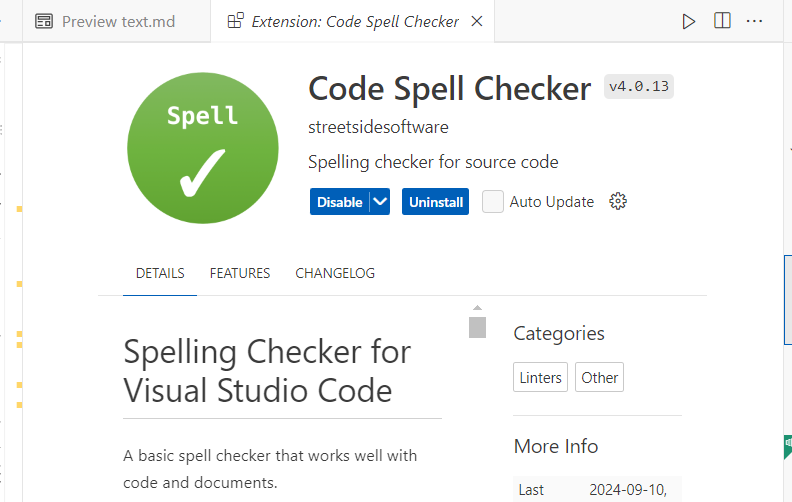 Preview text.md
Extension: Code Spell Checker
Spell
Code Spell Checker v4.0.13
streetsidesoftware
Spelling checker for source code
Disable Uninstall Auto Update
DETAILS FEATURES CHANGELOG
Spelling Checker for
Visual Studio Code
A basic spell checker that works well with
code and documents.
Categories
Linters Other
More Info
Last 2024-09-10,